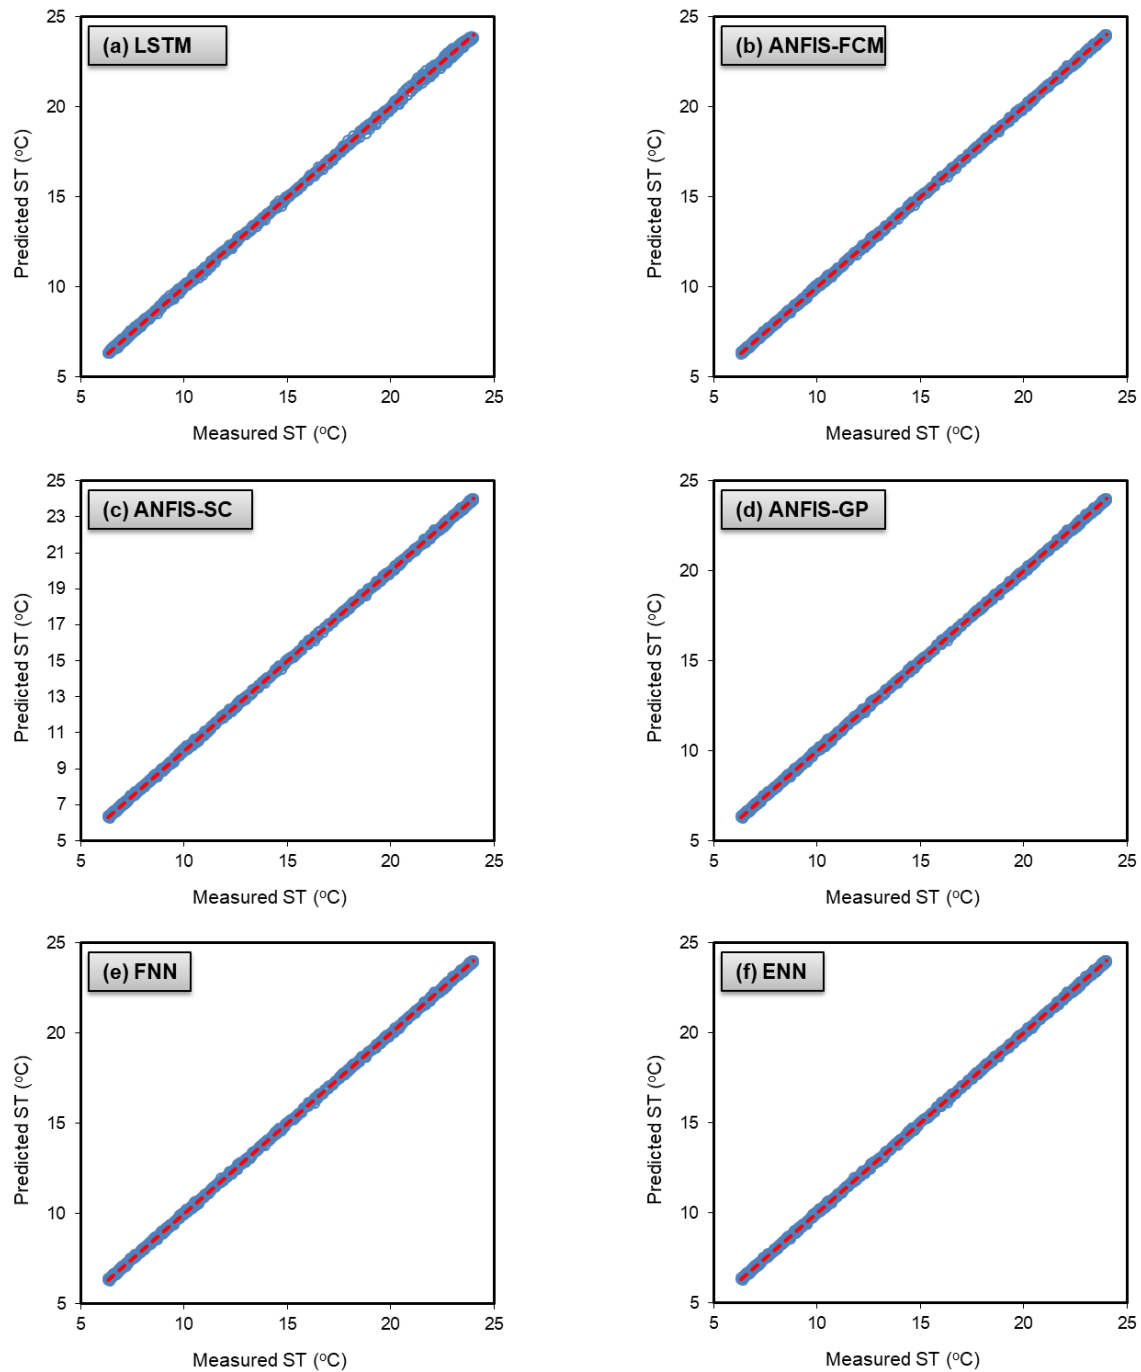 25
(a) LSTM
20
15
10
5
Predicted ST (°C)
5 10 15 20 25
Measured ST (°C)
25
(b) ANFIS-FCM
20
15
10
5
Predicted ST (°C)
5 10 15 20 25
Measured ST (°C)
25
(c) ANFIS-SC
23
21
19
17
15
13
11
9
7
5
Predicted ST (°C)
5 10 15 20 25
Measured ST (°C)
25
(d) ANFIS-GP
20
15
10
5
Predicted ST (°C)
5 10 15 20 25
Measured ST (°C)
25
(e) FNN
20
15
10
5
Predicted ST (°C)
5 10 15 20 25
Measured ST (°C)
25
(f) ENN
20
15
10
5
Predicted ST (°C)
5 10 15 20 25
Measured ST (°C)